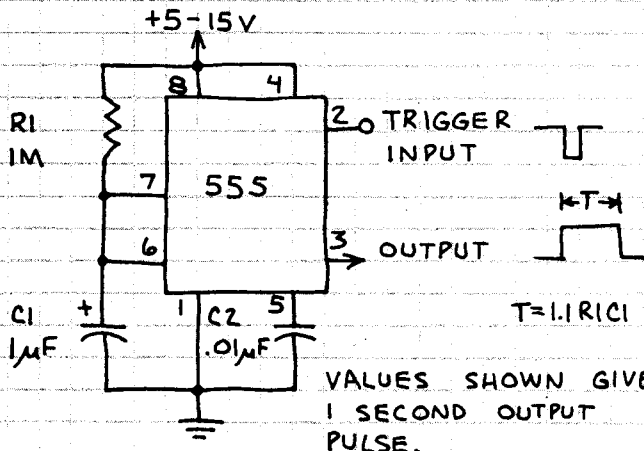 +5-15V
8 4
R1
1M
2 TRIGGER
INPUT
7 555
T
6
3 OUTPUT
C1 + 1 C2 5
1µF .01µF
T=1.1R1C1
VALUES SHOWN GIVE
1 SECOND OUTPUT
PULSE.